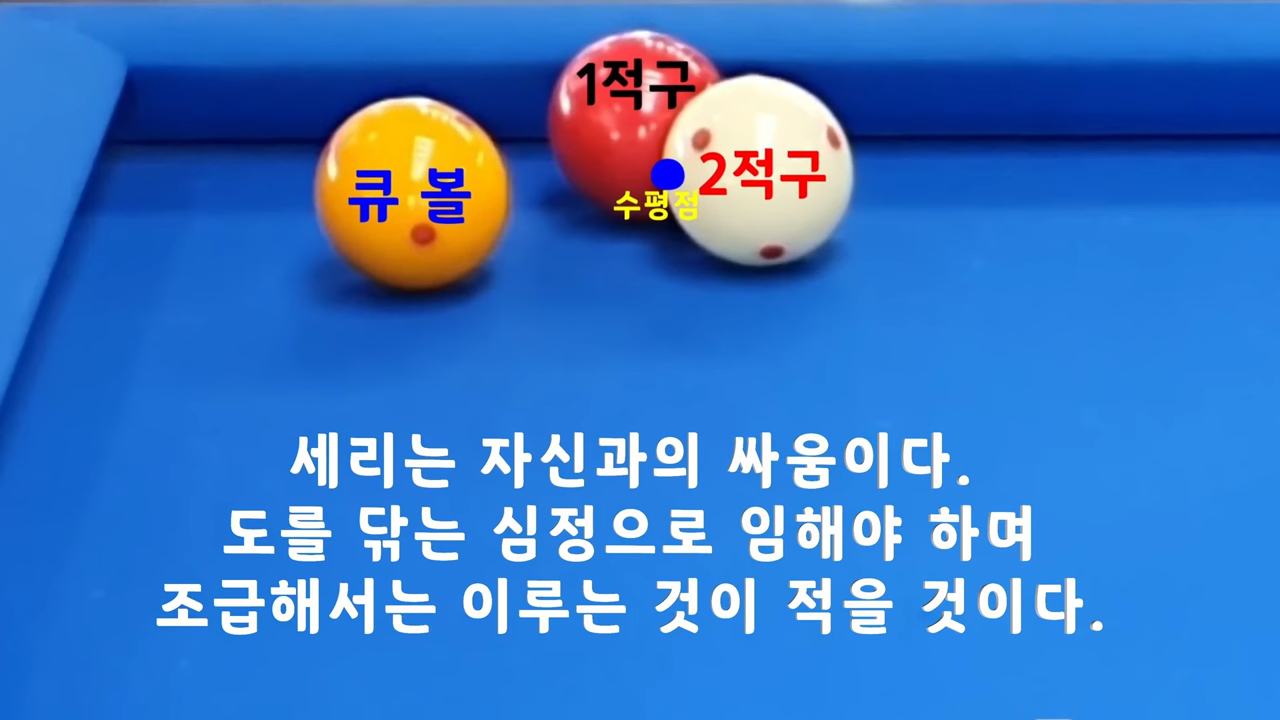 1적구
큐 볼
2적구
수평점
세리는 자신과의 싸움이다.
도를 닦는 심정으로 임해야 하며
조급해서는 이루는 것이 적을 것이다.